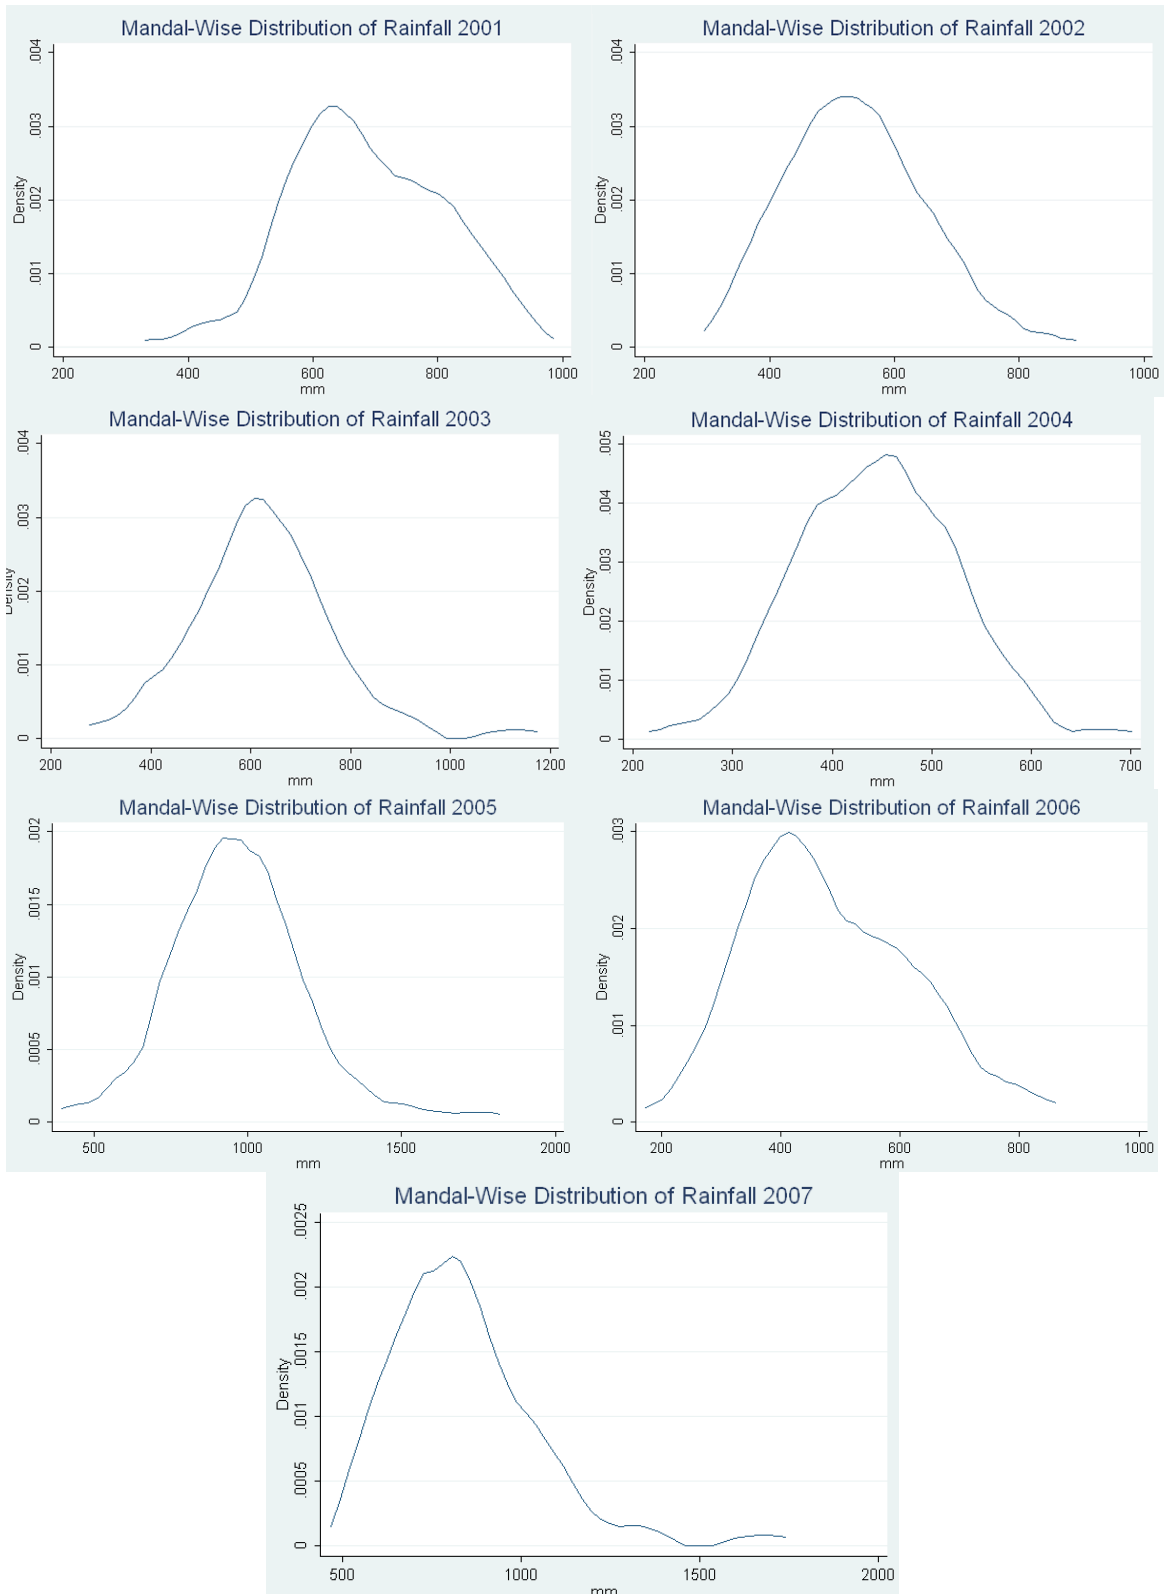 Mandal-Wise Distribution of Rainfall 2001
Density
.004
.003
.002
.001
0
200 400 600 800 1000
mm
Mandal-Wise Distribution of Rainfall 2002
Density
.004
.003
.002
.001
0
200 400 600 800 1000
mm
Mandal-Wise Distribution of Rainfall 2003
Density
.004
.003
.002
.001
0
200 400 600 800 1000 1200
mm
Mandal-Wise Distribution of Rainfall 2004
Density
.005
.004
.003
.002
.001
0
200 300 400 500 600 700
mm
Mandal-Wise Distribution of Rainfall 2005
Density
.002
.0015
.001
.0005
0
500 1000 1500 2000
mm
Mandal-Wise Distribution of Rainfall 2006
Density
.003
.002
.001
0
200 400 600 800 1000
mm
Mandal-Wise Distribution of Rainfall 2007
Density
.0025
.002
.0015
.001
.0005
0
500 1000 1500 2000
mm